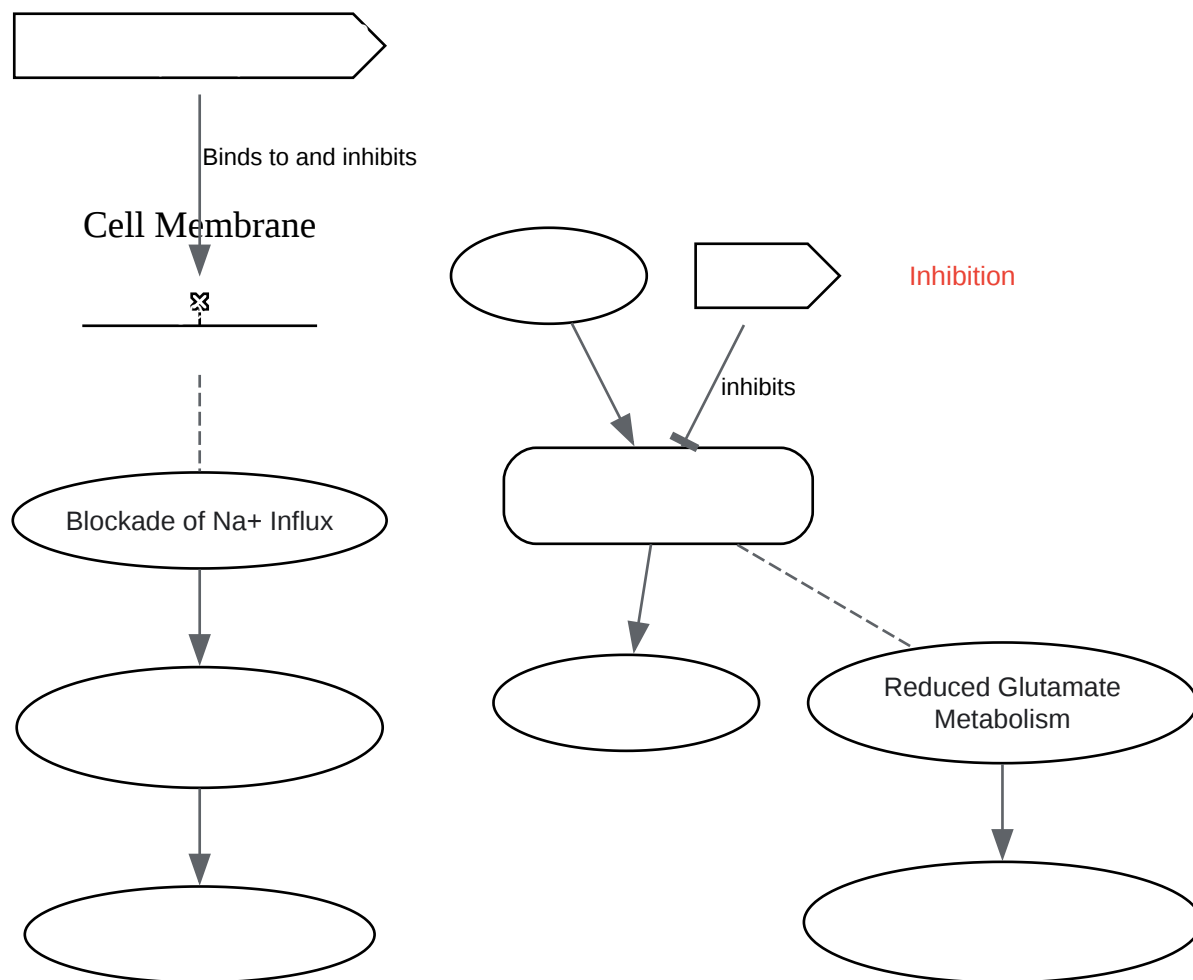 Binds to and inhibits
Cell Membrane
Inhibition
inhibits
Blockade of Na+ Influx
Reduced Glutamate
Metabolism